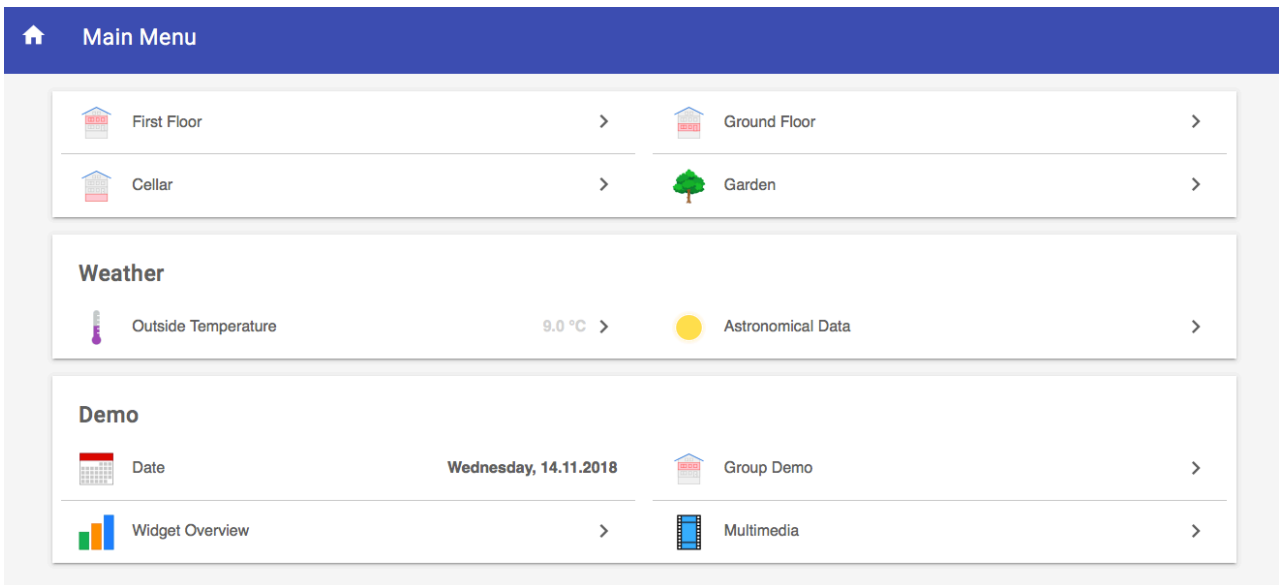 Main Menu
First Floor
Ground Floor
Cellar
Garden
Weather
Outside Temperature 9.0 °C
Astronomical Data
Demo
Date Wednesday, 14.11.2018
Group Demo
Widget Overview
Multimedia